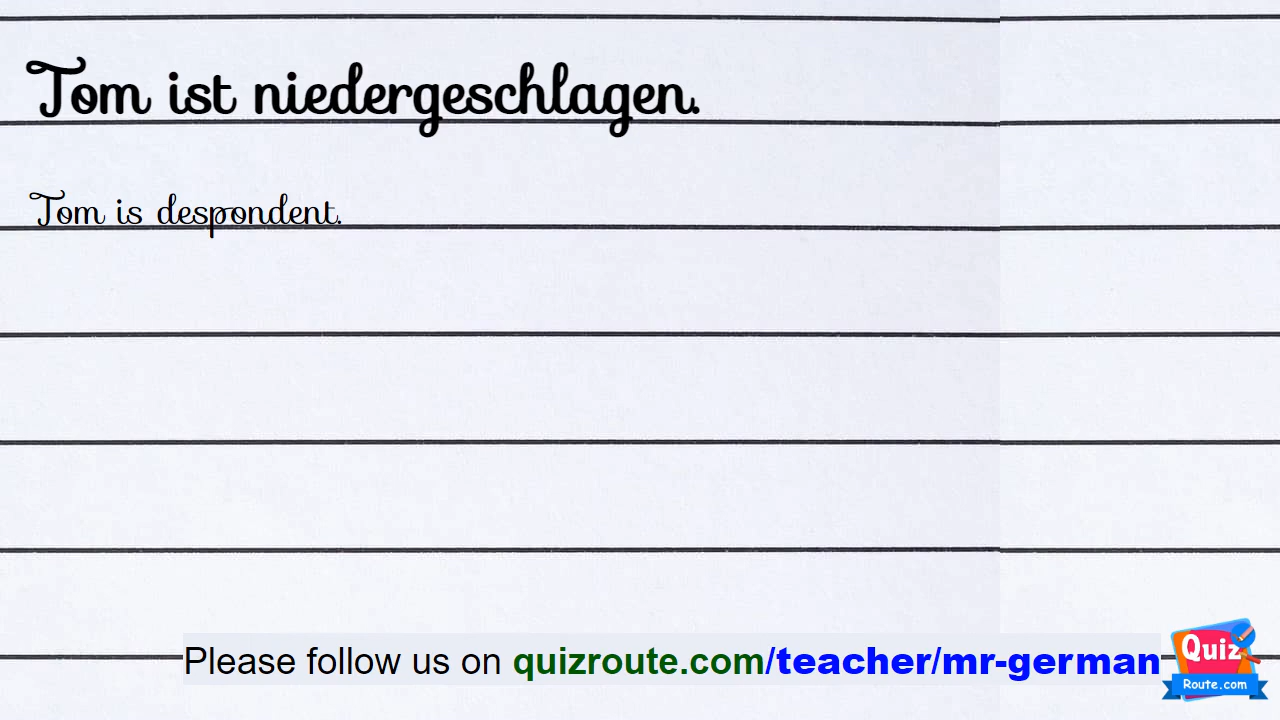 Tom ist niedergeschlagen.
Tom is despondent.
Please follow us on quizroute.com/teacher/mr-german
Quiz
Route.com